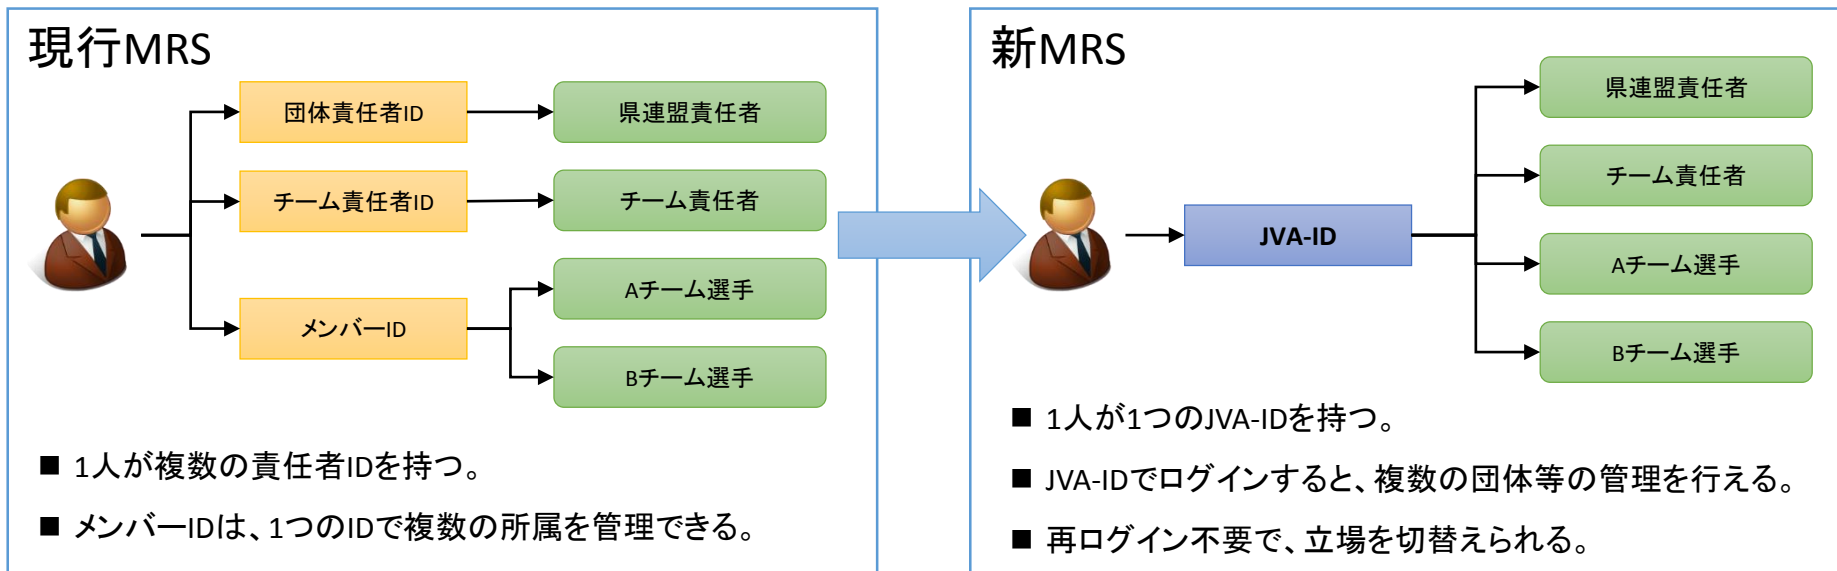 現行MRS
団体責任者ID
県連盟責任者
チーム責任者ID
チーム責任者
メンバーID
Aチーム選手
Bチーム選手
■ 1人が複数の責任者IDを持つ。
■ メンバーIDは、1つのIDで複数の所属を管理できる。
新MRS
JVA-ID
県連盟責任者
チーム責任者
Aチーム選手
Bチーム選手
■ 1人が1つのJVA-IDを持つ。
■ JVA-IDでログインすると、複数の団体等の管理を行える。
■ 再ログイン不要で、立場を切替えられる。